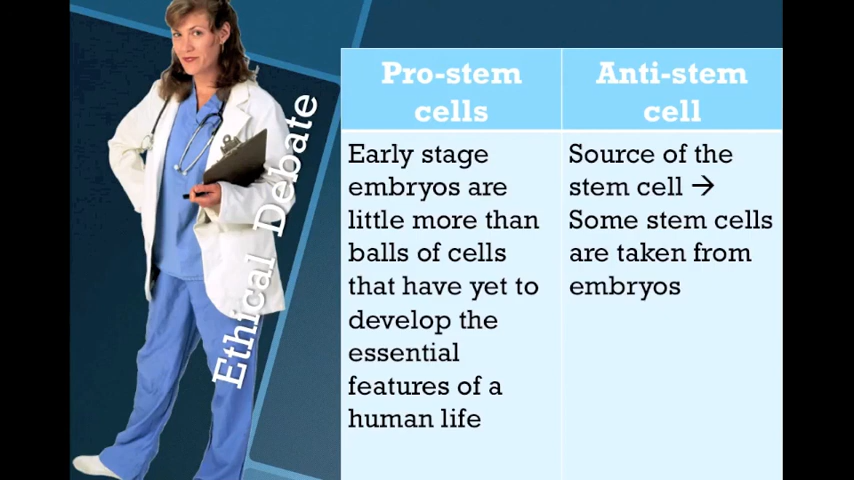 Ethical Debate
Pro-stem
cells
Anti-stem
cell
Early stage
embryos are
little more than
balls of cells
that have yet to
develop the
essential
features of a
human life
Source of the
stem cell →
Some stem cells
are taken from
embryos